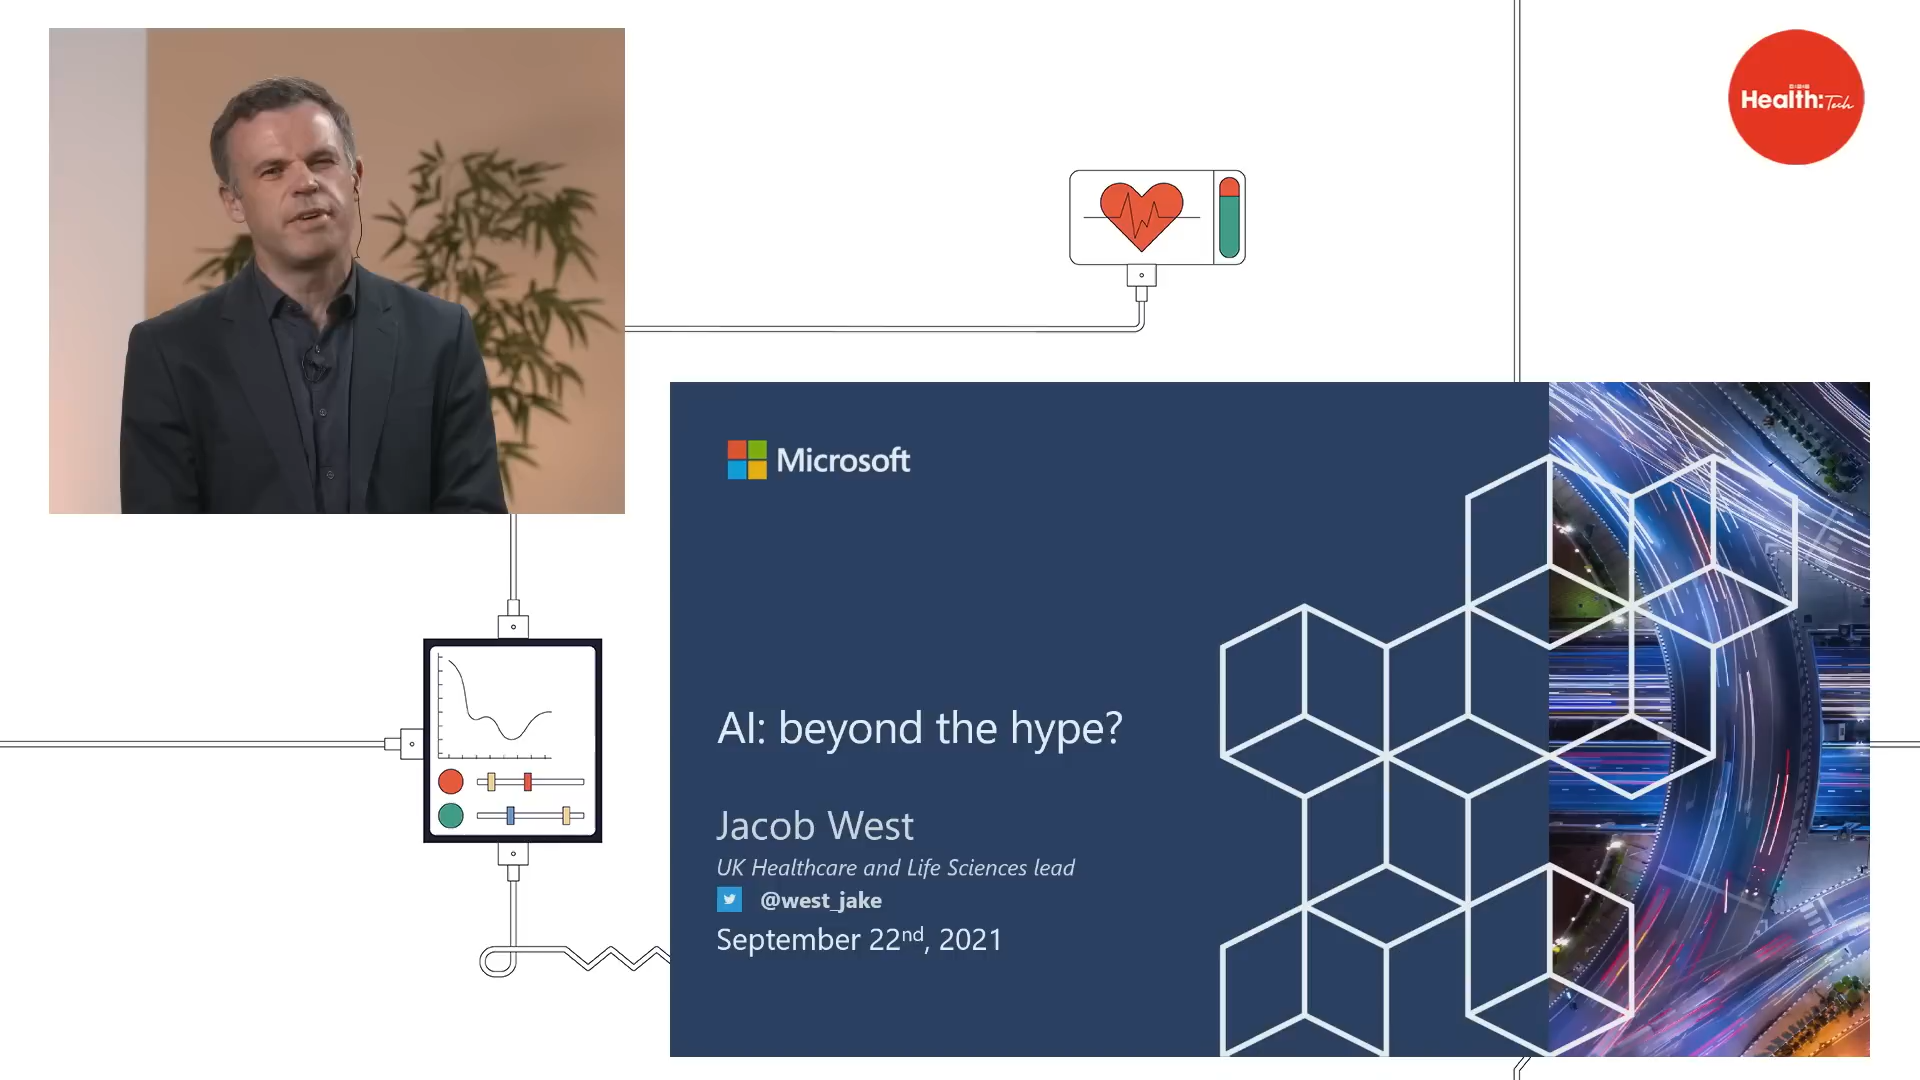 Health:Tech
Microsoft
AI: beyond the hype?
Jacob West
UK Healthcare and Life Sciences lead
@west_jake
September 22nd, 2021